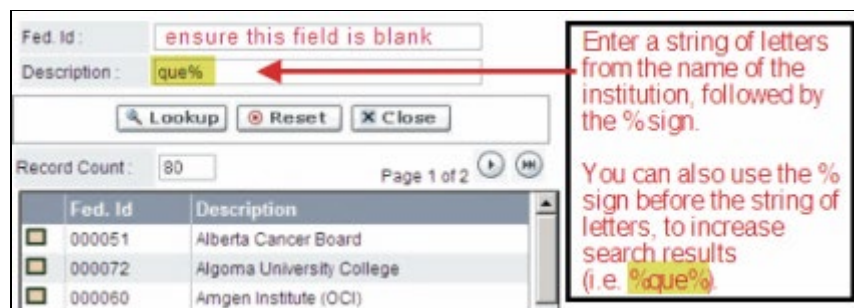 Fed. Id :
ensure this field is blank
Description :
que%
Lookup
Reset
Close
Record Count :
80
Page 1 of 2
Fed. Id Description
000051 Alberta Cancer Board
000072 Algoma University College
000060 Amgen Institute (OCI)
Enter a string of letters
from the name of the
institution, followed by
the % sign.
You can also use the %
sign before the string of
letters, to increase
search results
(i.e. %que%).